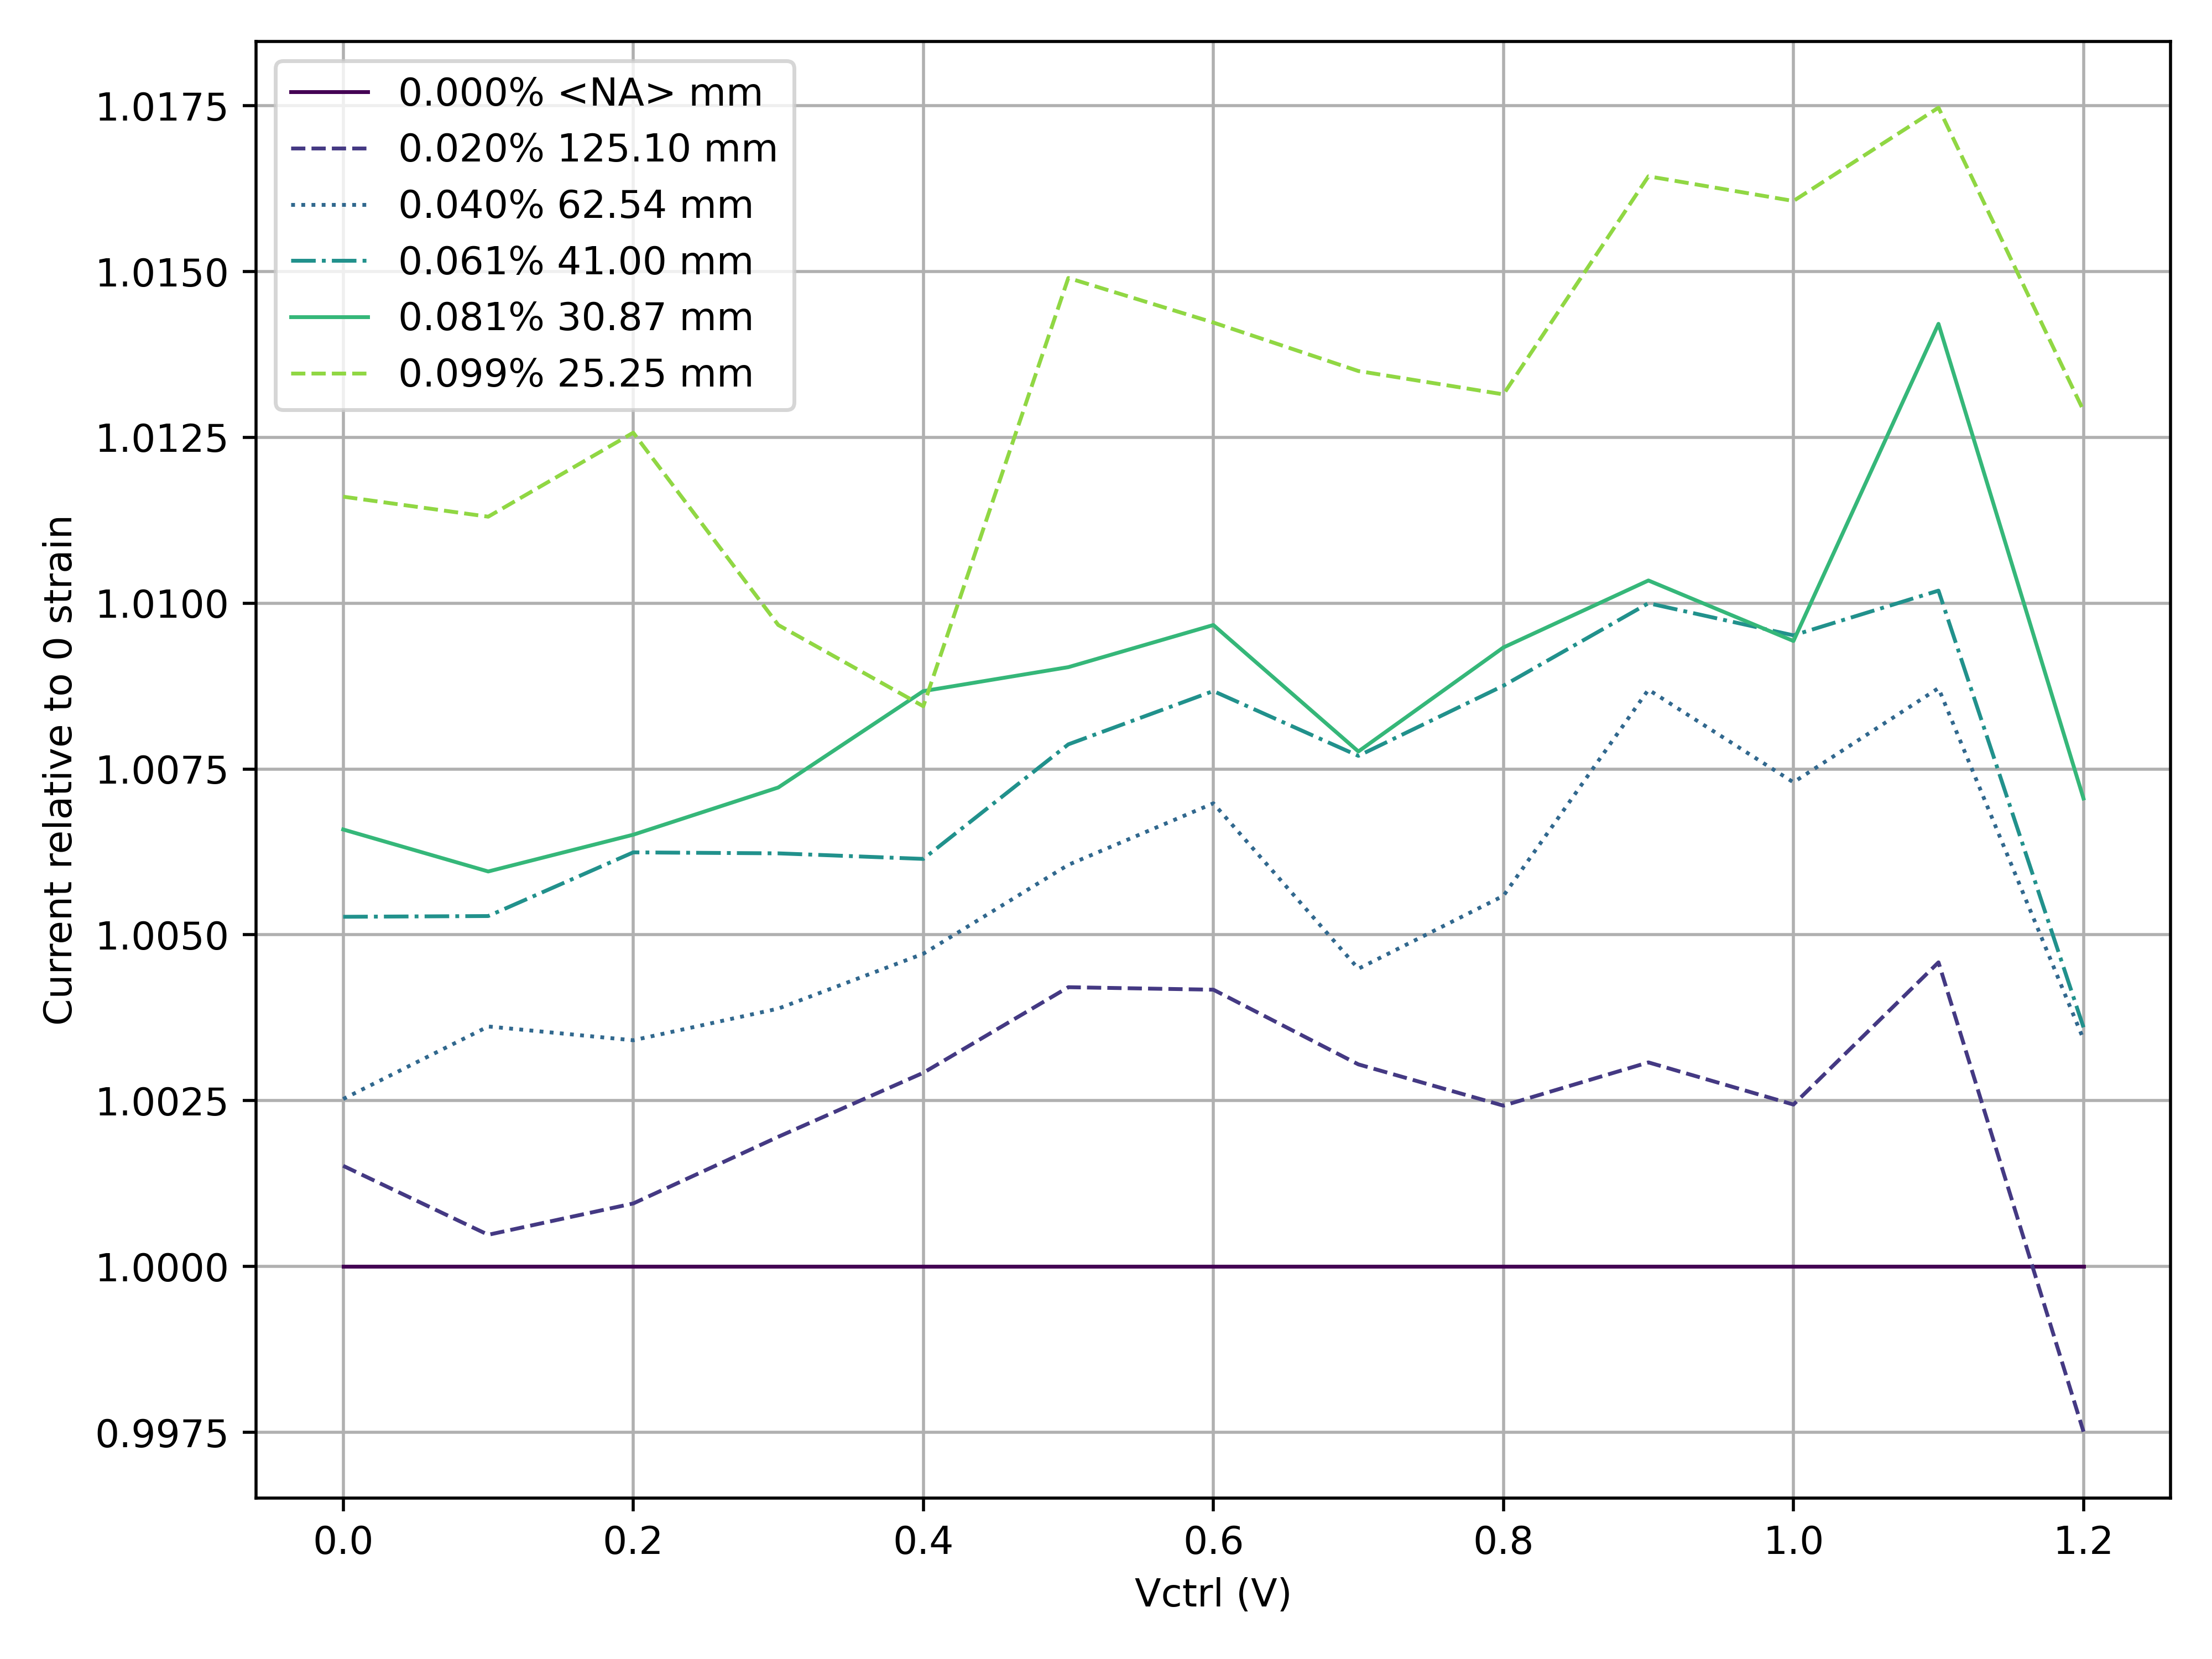 0.000% <NA> mm
0.020% 125.10 mm
0.040% 62.54 mm
0.061% 41.00 mm
0.081% 30.87 mm
0.099% 25.25 mm
1.0175
1.0150
1.0125
1.0100
1.0075
1.0050
1.0025
1.0000
0.9975
Current relative to 0 strain
0.0 0.2 0.4 0.6 0.8 1.0 1.2
Vctrl (V)